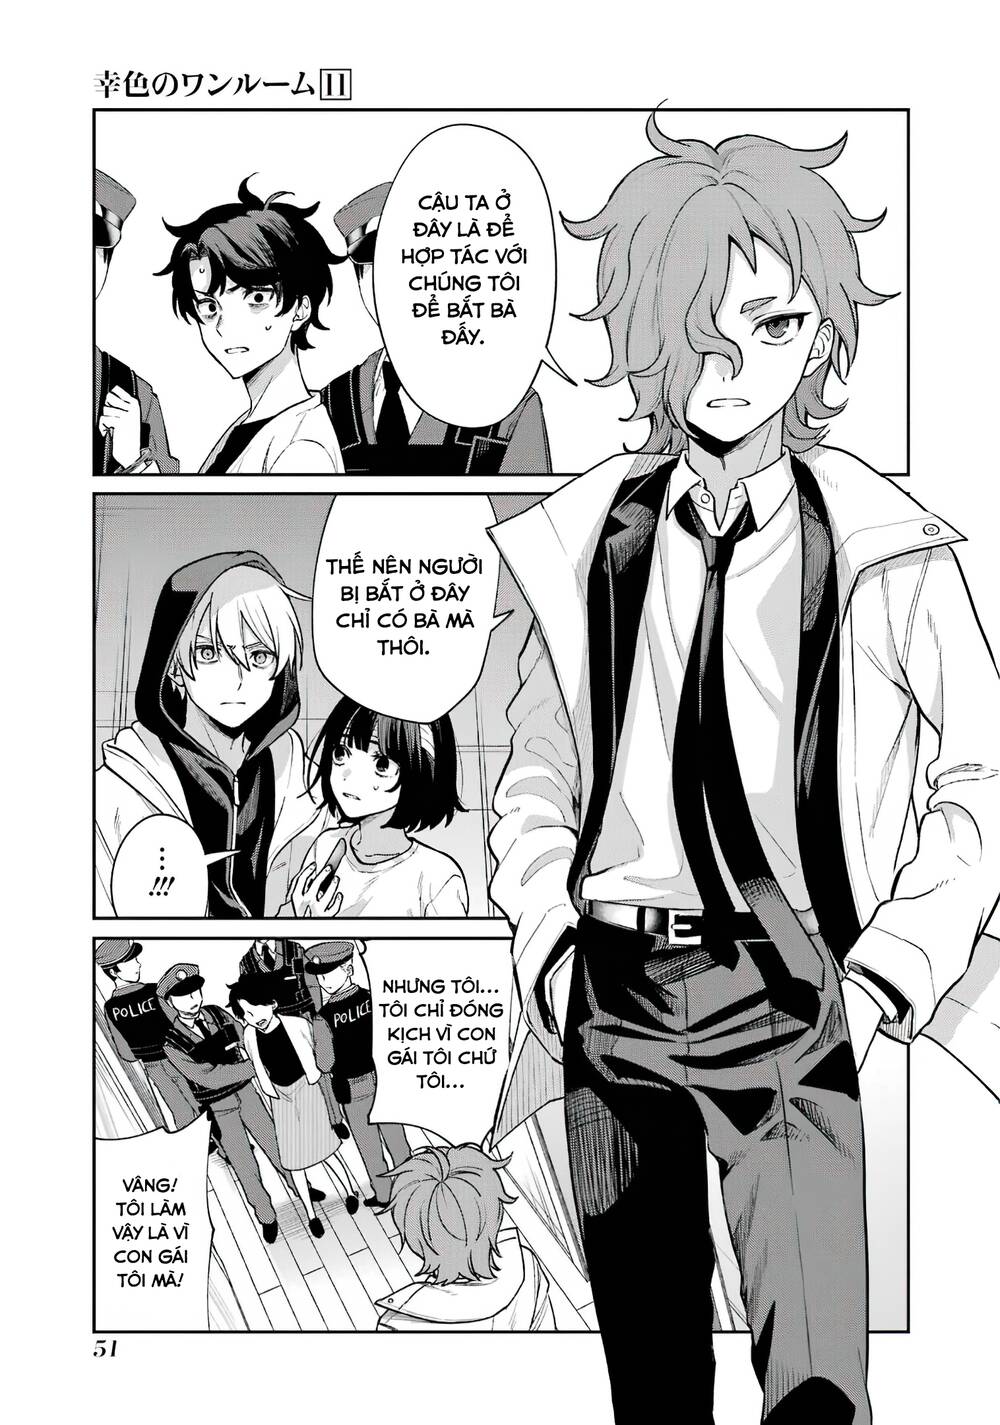 幸色のワンルーム 11
CẬU TA Ở
ĐÂY LÀ ĐỂ
HỢP TÁC VỚI
CHÚNG TÔI
ĐỂ BẮT BÀ
ĐẤY.
THẾ NÊN NGƯỜI
BỊ BẮT Ở ĐÂY
CHỈ CÓ BÀ MÀ
THÔI.
...
!!!
NHƯNG TÔI...
TÔI CHỈ ĐÓNG
KỊCH VÌ CON
GÁI TÔI CHỨ
TÔI...
POLICE
POLICE
VÂNG!
TÔI LÀM
VẬY LÀ VÌ
CON GÁI
TÔI MÀ!
51